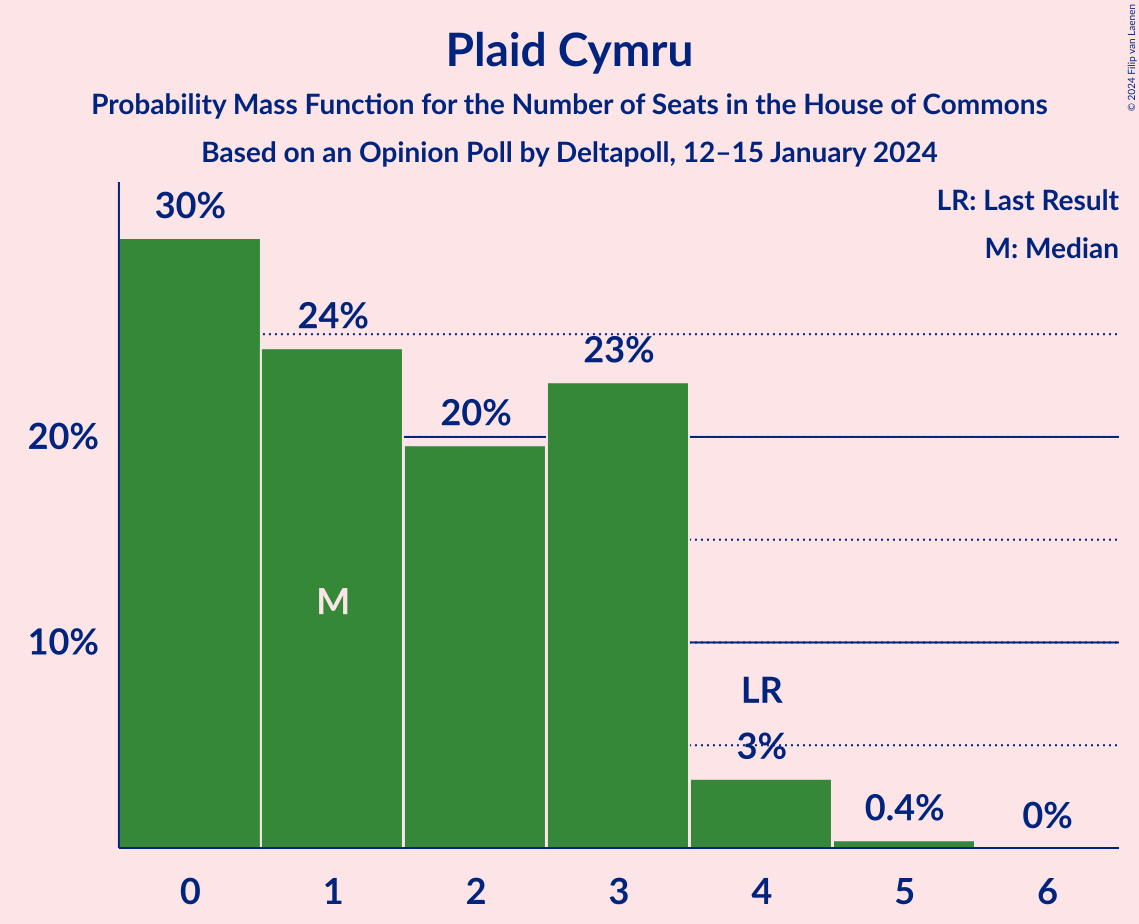 Plaid Cymru
Probability Mass Function for the Number of Seats in the House of Commons
Based on an Opinion Poll by Deltapoll, 12–15 January 2024
© 2024 Filip van Laenen
LR: Last Result
M: Median
30%
24%
20%
23%
3%
0.4%
0%
LR
M
20%
10%
0 1 2 3 4 5 6